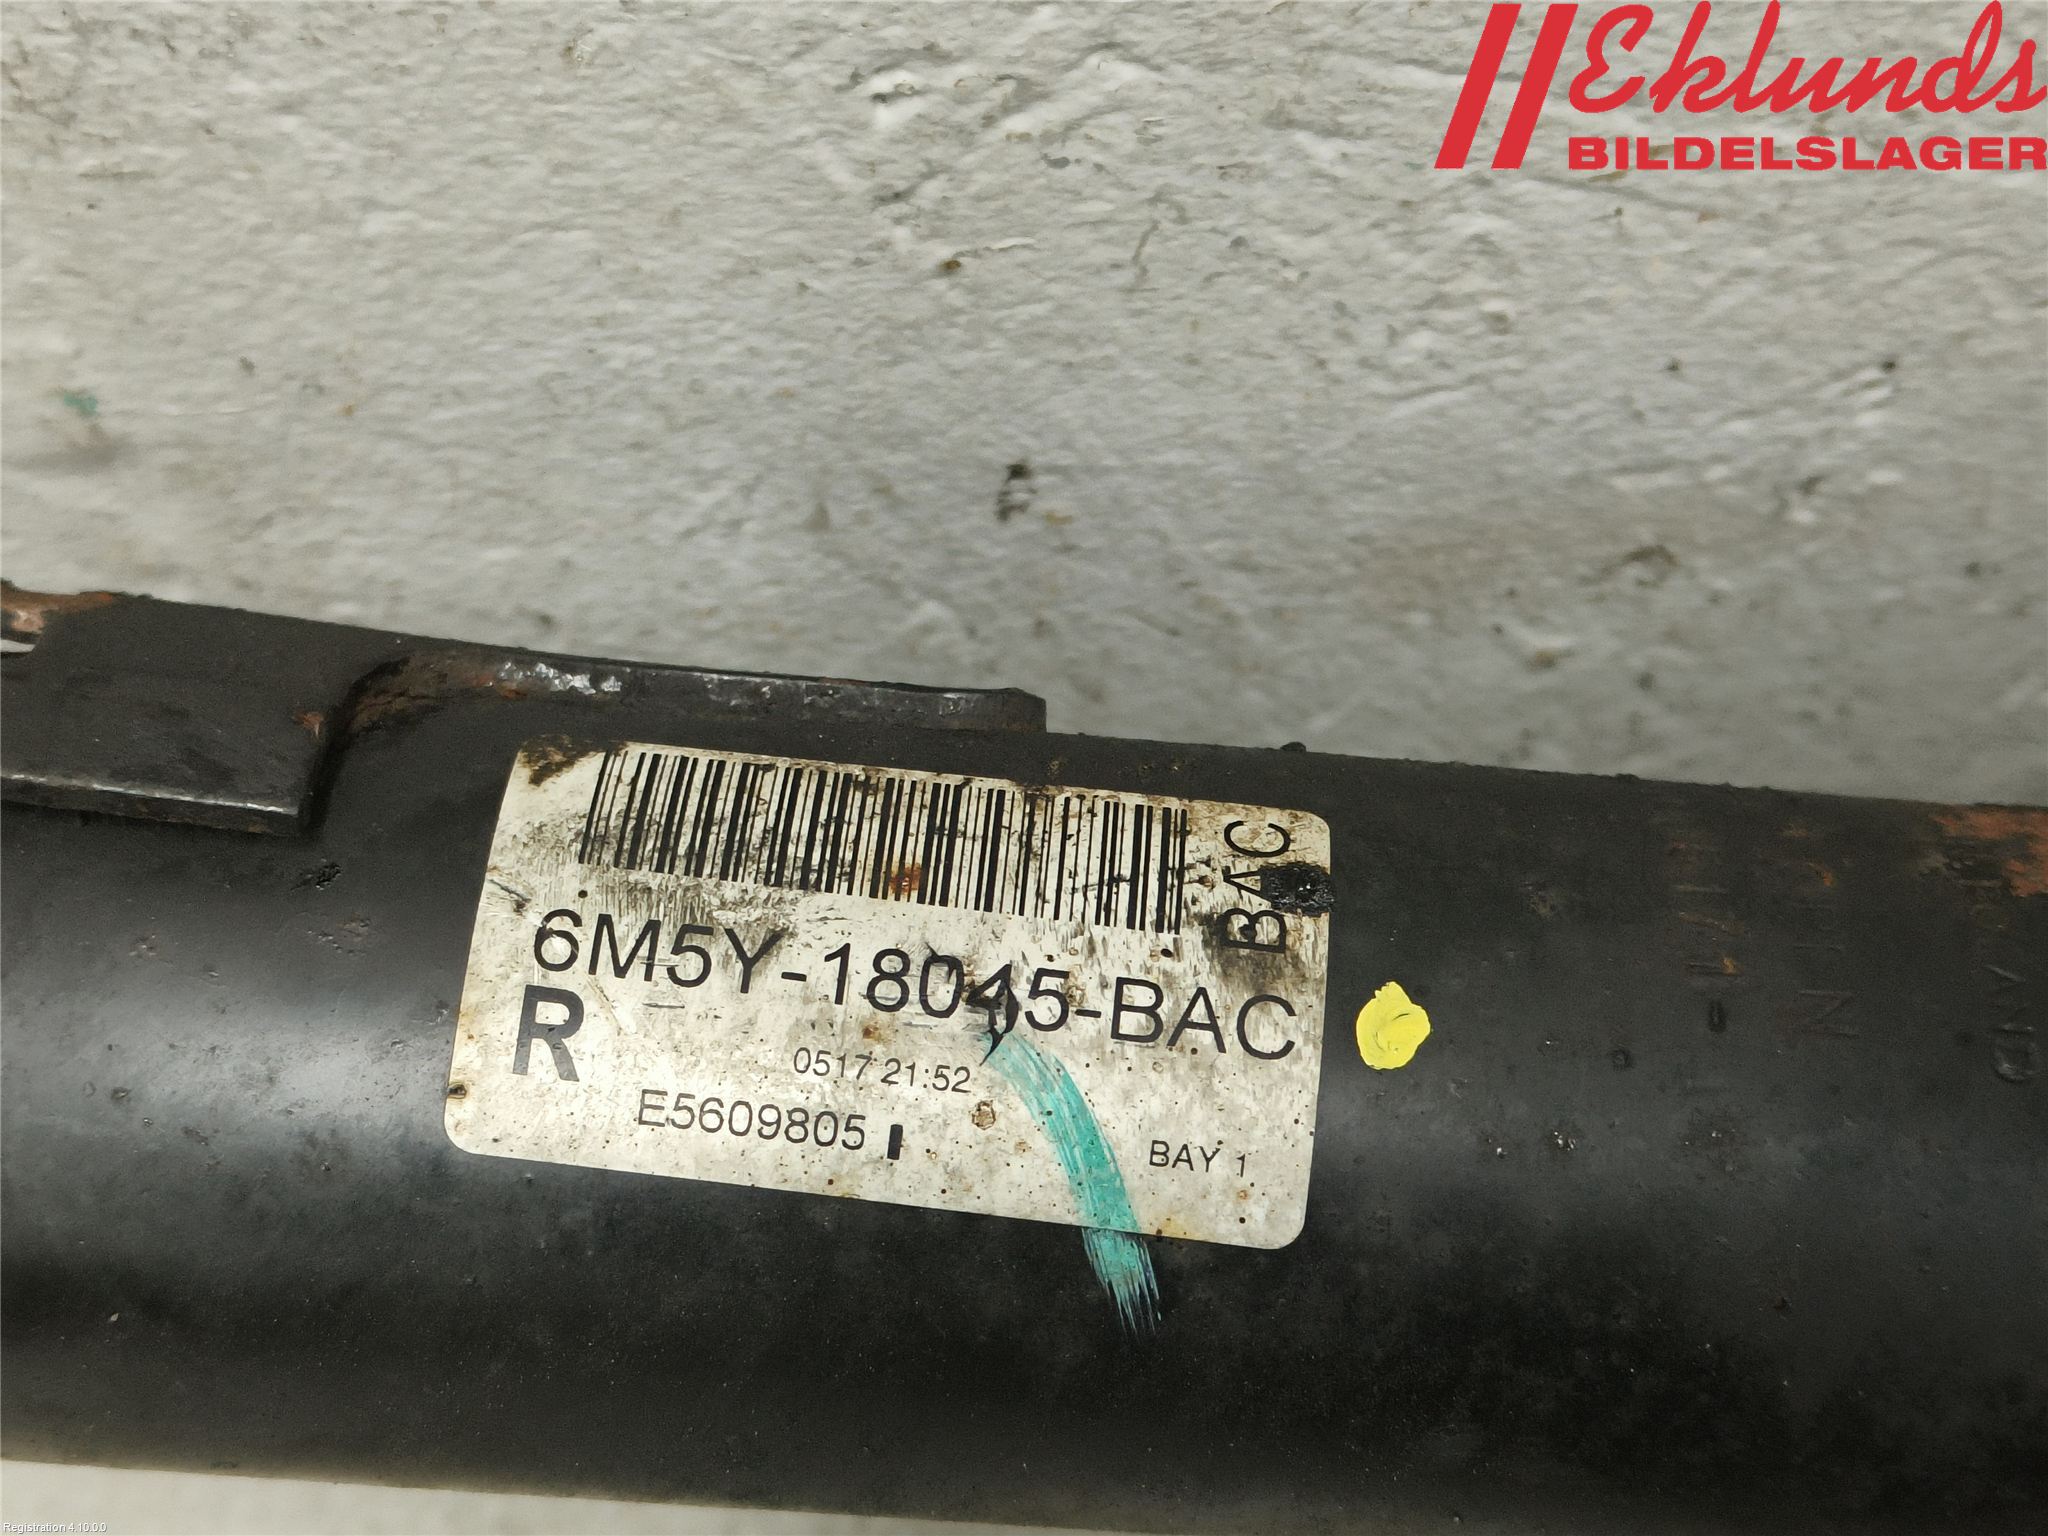 Eklunds
BILDELSLAGER
BAC
6M5Y-18045-BAC
R
0517 21:52
E5609805
BAY 1
Registration 4.10.0.0